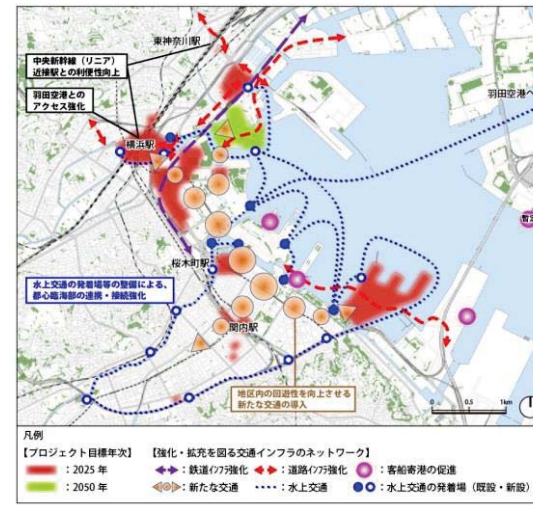 東神奈川駅
中央新幹線（リニア）
近接駅との利便性向上
羽田空港との
アクセス強化
羽田空港へ
横浜駅
桜木町駅
水上交通の発着場等の整備による、
都心臨海部の連携・接続強化
関内駅
地区内の回遊性を向上させる
新たな交通の導入
0 0.5 1km
凡例
【プロジェクト目標年次】 【強化・拡充を図る交通インフラのネットワーク】
：2025 年 ：鉄道インフラ強化 ：道路インフラ強化 ：客船寄港の促進
：2050 年 ：新たな交通 ：水上交通 ：水上交通の発着場（既設・新設）